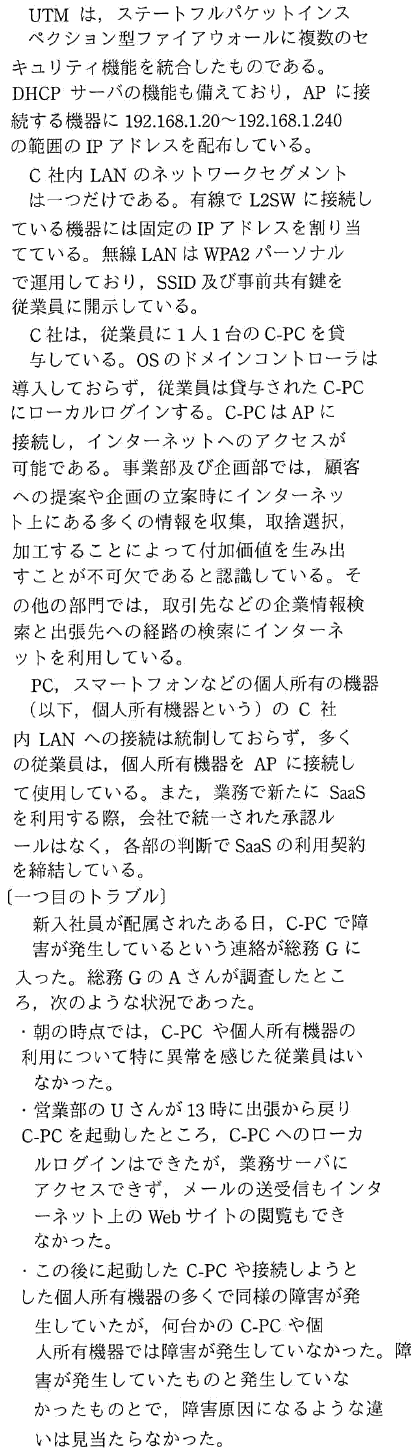 UTM は，ステートフルパケットインス
ペクション型ファイアウォールに複数のセ
キュリティ機能を統合したものである。
DHCP サーバの機能も備えており，AP に接
続する機器に 192.168.1.20～192.168.1.240
の範囲の IP アドレスを配布している。
C 社内 LAN のネットワークセグメント
は一つだけである。有線で L2SW に接続し
ている機器には固定の IP アドレスを割り当
てている。無線 LAN は WPA2 パーソナル
で運用しており，SSID 及び事前共有鍵を
従業員に開示している。
C 社は，従業員に 1 人 1 台の C-PC を貸
与している。OS のドメインコントローラは
導入しておらず，従業員は貸与された C-PC
にローカルログインする。C-PC は AP に
接続し，インターネットへのアクセスが
可能である。事業部及び企画部では，顧客
への提案や企画の立案時にインターネッ
ト上にある多くの情報を収集，取捨選択，
加工することによって付加価値を生み出
すことが不可欠であると認識している。そ
の他の部門では，取引先などの企業情報検
索と出張先への経路の検索にインターネ
ットを利用している。
PC，スマートフォンなどの個人所有の機器
（以下，個人所有機器という）の C 社
内 LAN への接続は統制しておらず，多く
の従業員は，個人所有機器を AP に接続し
て使用している。また，業務で新たに SaaS
を利用する際，会社で統一された承認ル
ールはなく，各部の判断で SaaS の利用契約
を締結している。
〔一つ目のトラブル〕
新入社員が配属されたある日，C-PC で障
害が発生しているという連絡が総務 G に
入った。総務 G の A さんが調査したとこ
ろ，次のような状況であった。
・朝の時点では，C-PC や個人所有機器の
利用について特に異常を感じた従業員はい
なかった。
・営業部の U さんが 13 時に出張から戻り
C-PC を起動したところ，C-PC へのローカ
ルログインはできたが，業務サーバに
アクセスできず，メールの送受信もインタ
ーネット上の Web サイトの閲覧もでき
なかった。
・この後に起動した C-PC や接続しようと
した個人所有機器の多くで同様の障害が発
生していたが，何台かの C-PC や個
人所有機器では障害が発生していなかった。障
害が発生していたものと発生していな
かったものとで，障害原因になるような違
いは見当たらなかった。